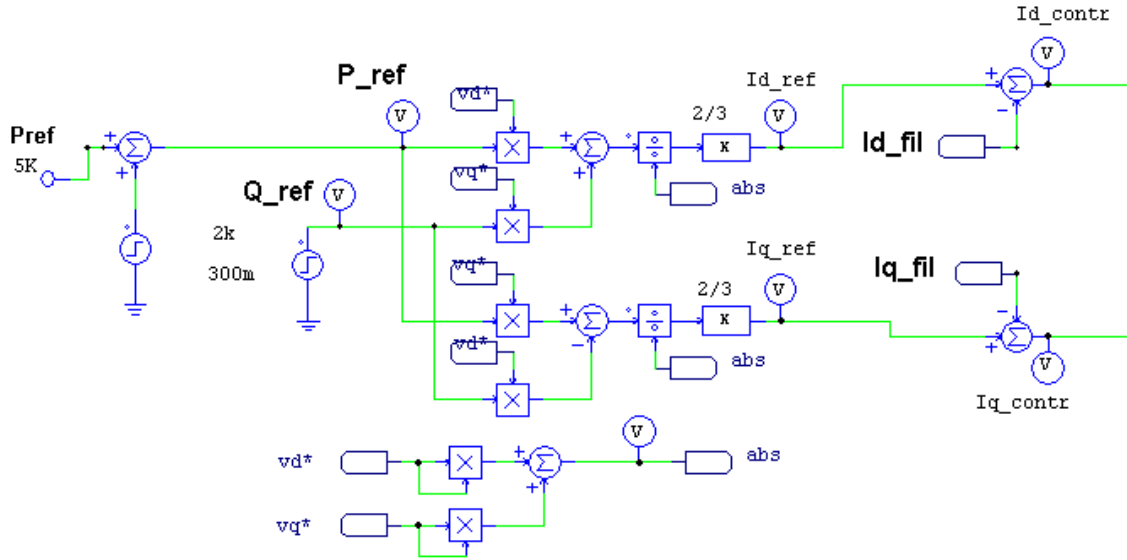 Id_contr
P_ref
vd*
Id_ref
2/3
Pref
5K
K
Id_fil
vq*
abs
Q_ref
2k
300m
vq*
Iq_ref
2/3
Iq_fil
K
vd*
abs
Iq_contr
vd*
abs
vq*
V
V
V
V
V
V
V